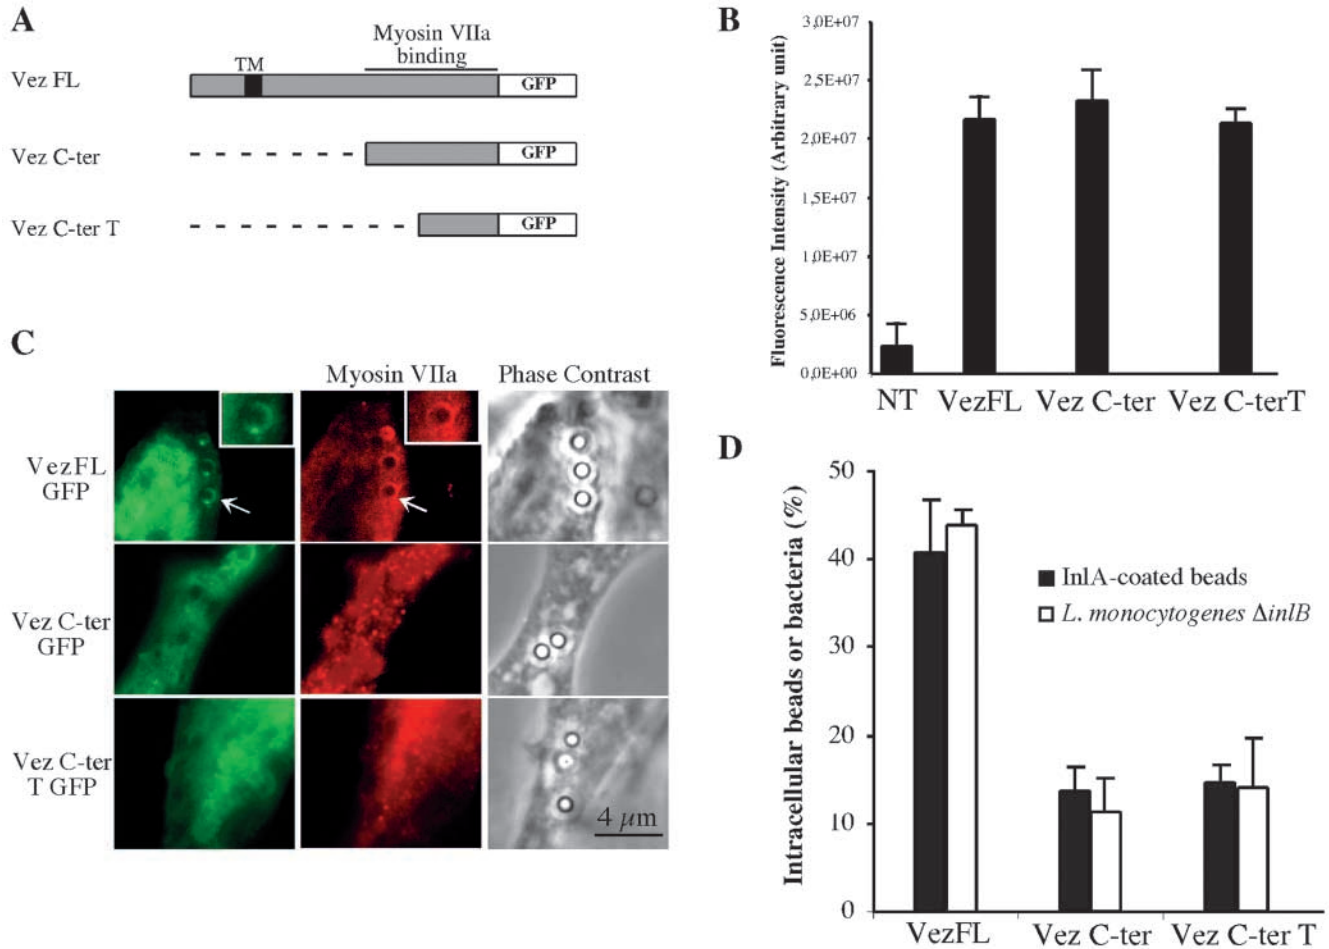 A
Myosin VIIa
binding
TM
Vez FL
GFP
Vez C-ter
GFP
Vez C-ter T
GFP
B
Fluorescence Intensity (Arbitrary unit)
3,0E+07
2,5E+07
2,0E+07
1,5E+07
1,0E+07
5,0E+06
0,0E+00
NT
VezFL
Vez C-ter
Vez C-terT
C
Myosin VIIa
Phase Contrast
VezFL
GFP
Vez C-ter
GFP
Vez C-ter
T GFP
4 µm
D
Intracellular beads or bacteria (%)
50
40
30
20
10
0
InlA-coated beads
L. monocytogenes ΔinlB
VezFL
Vez C-ter
Vez C-ter T